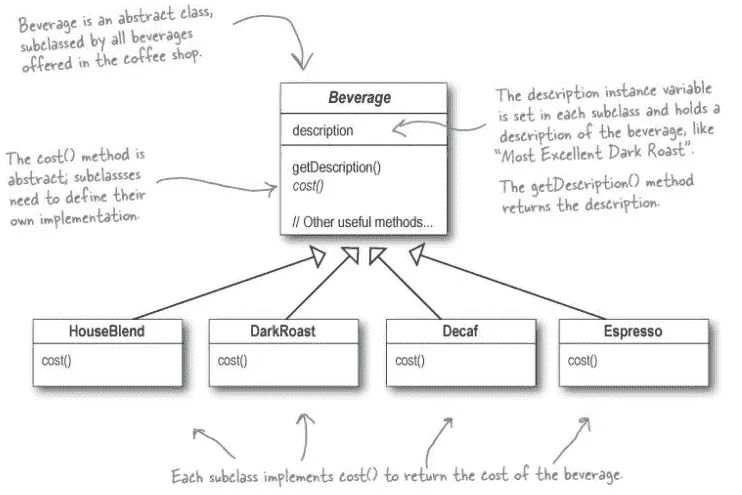 Beverage is an abstract class,
subclassed by all beverages
offered in the coffee shop.
Beverage
description
getDescription()
cost()
// Other useful methods...
The description instance variable
is set in each subclass and holds a
description of the beverage, like
“Most Excellent Dark Roast”.
The getDescription() method
returns the description.
The cost() method is
abstract; subclassses
need to define their
own implementation.
HouseBlend
cost()
DarkRoast
cost()
Decaf
cost()
Espresso
cost()
Each subclass implements cost() to return the cost of the beverage.